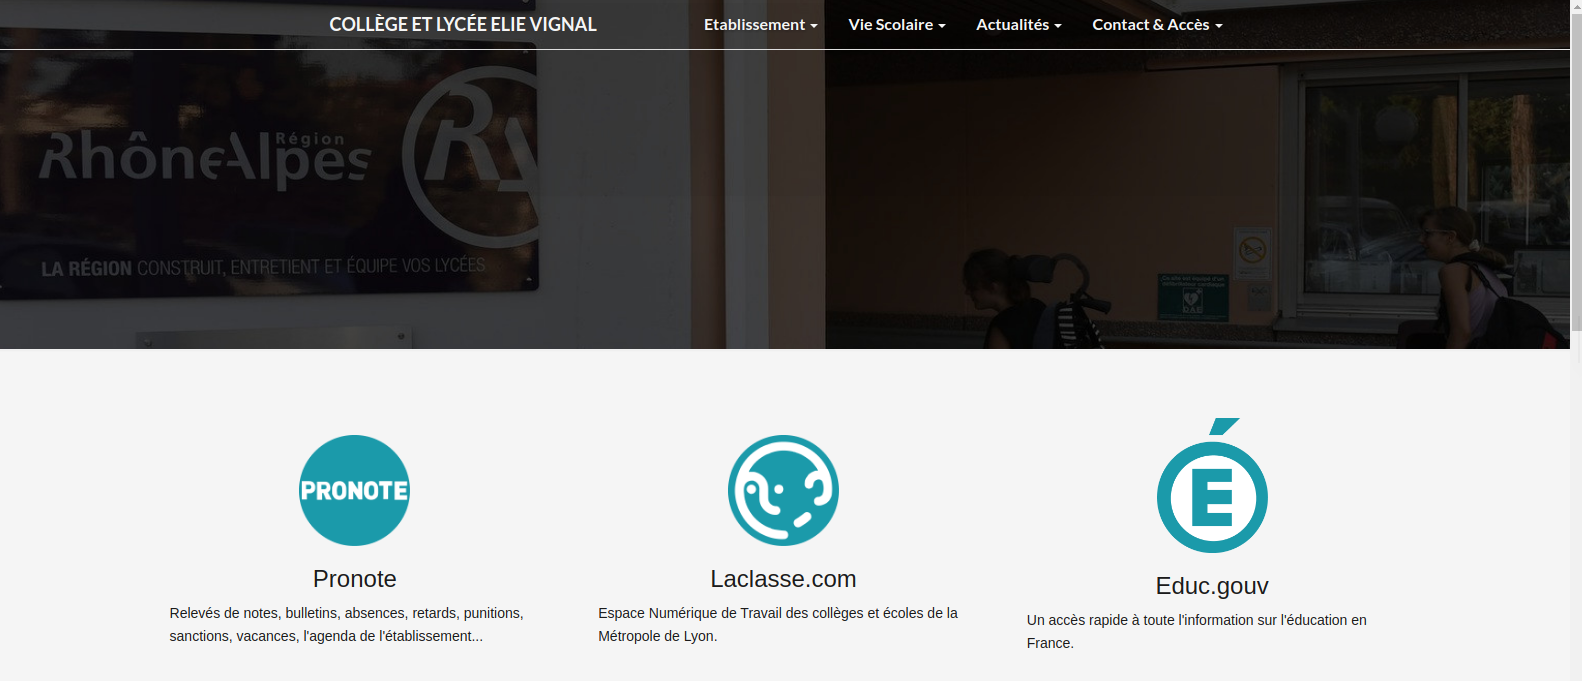 COLLÈGE ET LYCÉE ELIE VIGNAL
Etablissement
Vie Scolaire
Actualités
Contact & Accès
Région
RhôneAlpes
RA
LA RÉGION CONSTRUIT, ENTRETIENT ET ÉQUIPE VOS LYCÉES
DAE
PRONOTE
É
Pronote
Relevés de notes, bulletins, absences, retards, punitions,
sanctions, vacances, l'agenda de l'établissement...
Laclasse.com
Espace Numérique de Travail des collèges et écoles de la
Métropole de Lyon.
Educ.gouv
Un accès rapide à toute l'information sur l'éducation en
France.